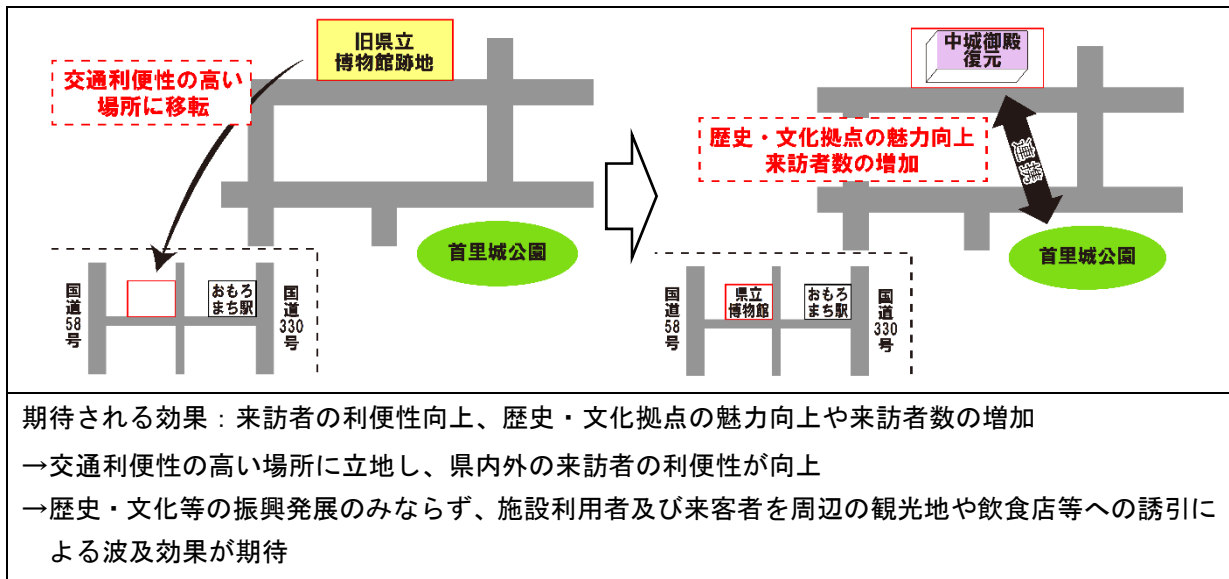 旧県立
博物館跡地
交通利便性の高い
場所に移転
首里城公園
国道58号
おもろ
まち駅
国道330号
中城御殿
復元
歴史・文化拠点の魅力向上
来訪者数の増加
連携
首里城公園
国道58号
県立
博物館
おもろ
まち駅
国道330号
期待される効果：来訪者の利便性向上、歴史・文化拠点の魅力向上や来訪者数の増加
→交通利便性の高い場所に立地し、県内外の来訪者の利便性が向上
→歴史・文化等の振興発展のみならず、施設利用者及び来客者を周辺の観光地や飲食店等への誘引に
よる波及効果が期待